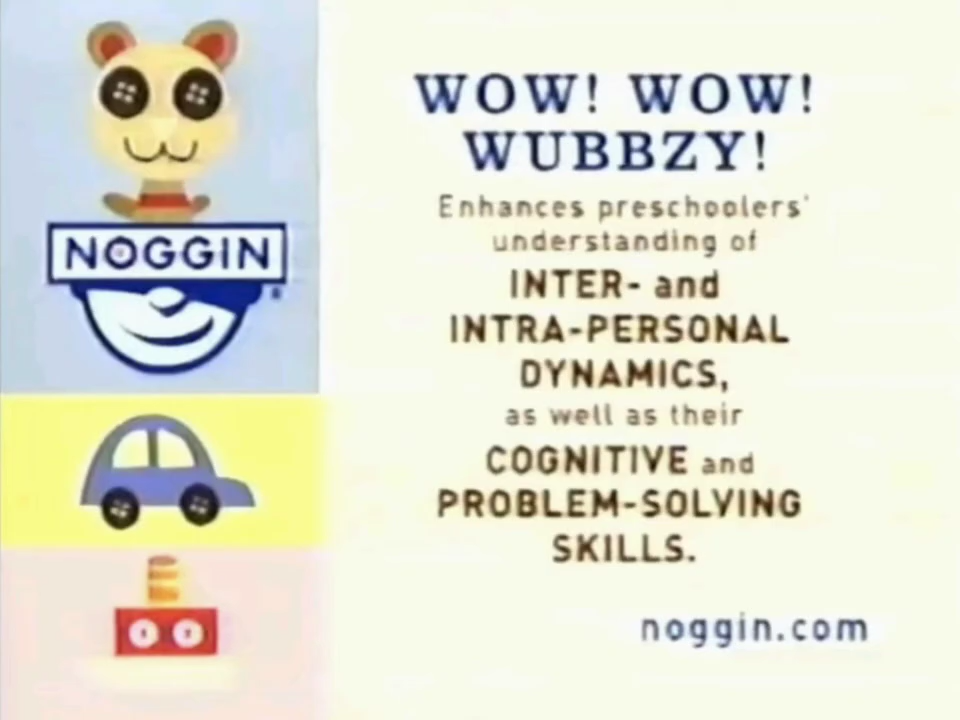 NOGGIN
®
WOW! WOW!
WUBBZY!
Enhances preschoolers'
understanding of
INTER- and
INTRA-PERSONAL
DYNAMICS,
as well as their
COGNITIVE and
PROBLEM-SOLVING
SKILLS.
noggin.com